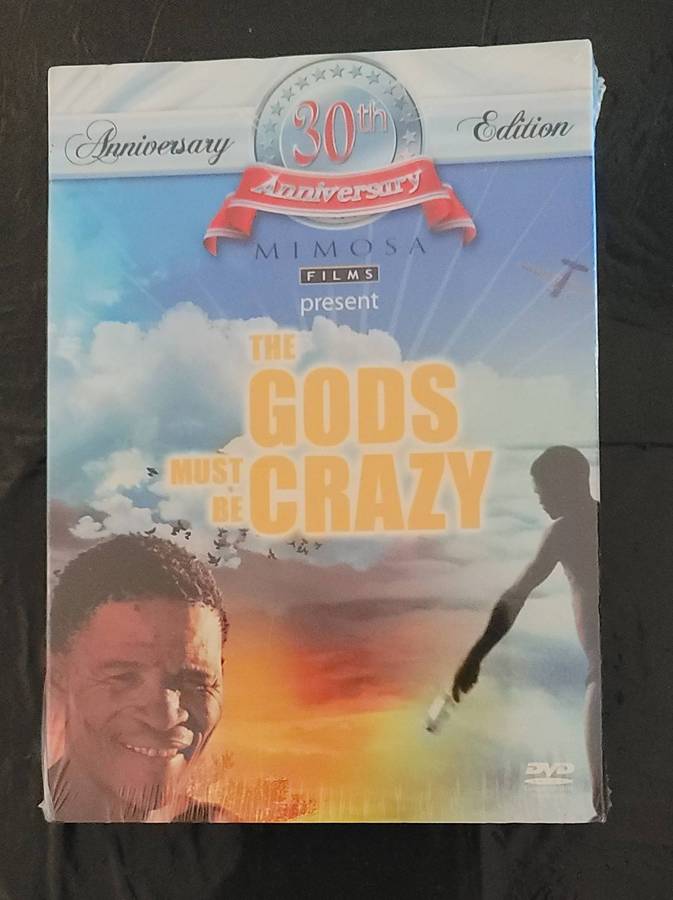 Anniversary
30th
Edition
Anniversary
MIMOSA
FILMS
present
THE
GODS
MUST
BE
CRAZY
DVD